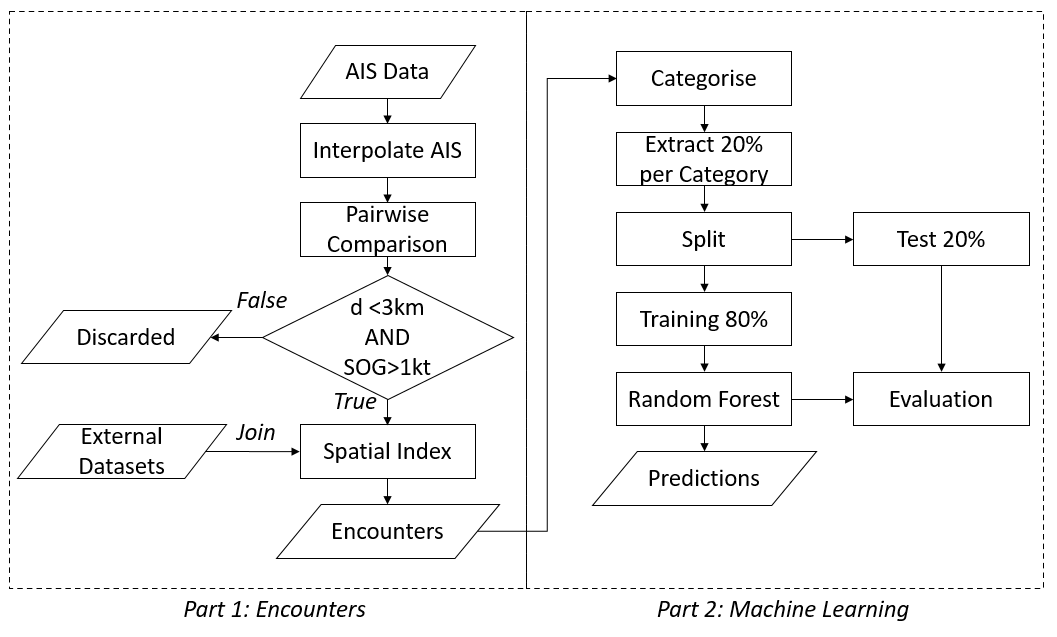 AIS Data
Interpolate AIS
Pairwise
Comparison
d <3km
AND
SOG>1kt
False
Discarded
True
External
Datasets
Join
Spatial Index
Encounters
Part 1: Encounters
Categorise
Extract 20%
per Category
Split
Test 20%
Training 80%
Random Forest
Evaluation
Predictions
Part 2: Machine Learning